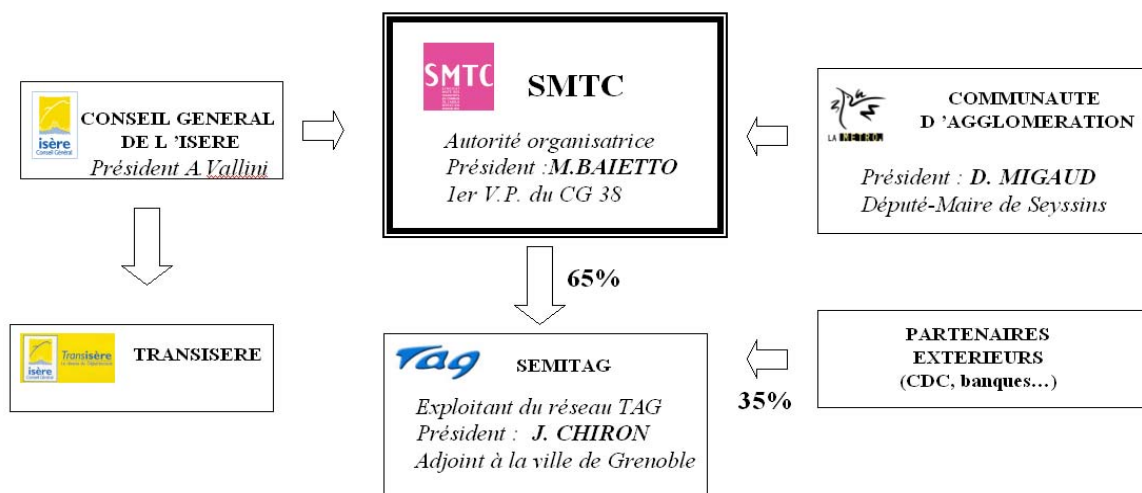 SMTC
SMTC
Autorité organisatrice
Président :M.BAIETTO
1er V.P. du CG 38
isère
Conseil Général
CONSEIL GENERAL
DE L 'ISERE
Président A.Vallini
LA METRO
COMMUNAUTE
D 'AGGLOMERATION
Président : D. MIGAUD
Député-Maire de Seyssins
65%
isère
Conseil Général
Transisère
TRANSISERE
Tag
SEMITAG
Exploitant du réseau TAG
Président : J. CHIRON
Adjoint à la ville de Grenoble
35%
PARTENAIRES
EXTERIEURS
(CDC, banques...)